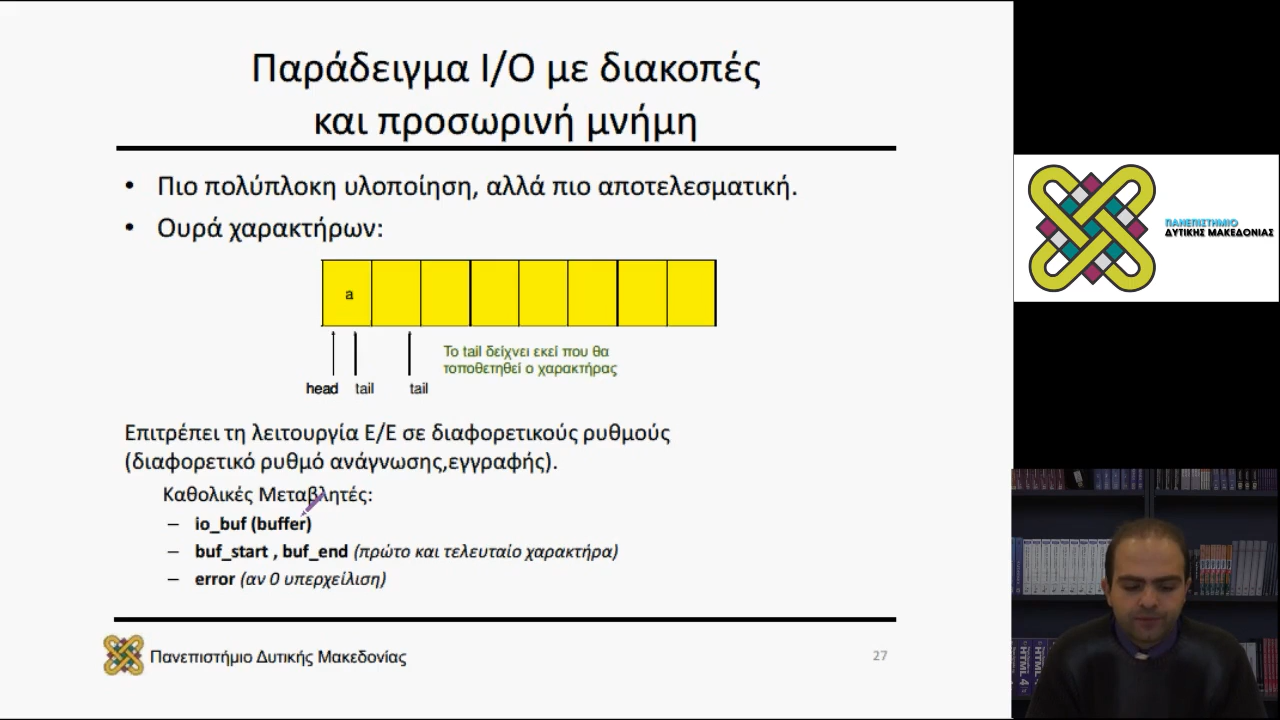 Παράδειγμα I/O με διακοπές
και προσωρινή μνήμη
• Πιο πολύπλοκη υλοποίηση, αλλά πιο αποτελεσματική.
• Ουρά χαρακτήρων:
a
Το tail δείχνει εκεί που θα
τοποθετηθεί ο χαρακτήρας
head tail tail
Επιτρέπει τη λειτουργία Ε/Ε σε διαφορετικούς ρυθμούς
(διαφορετικό ρυθμό ανάγνωσης,εγγραφής).
Καθολικές Μεταβλητές:
– io_buf (buffer)
– buf_start , buf_end (πρώτο και τελευταίο χαρακτήρα)
– error (αν 0 υπερχείλιση)
Πανεπιστήμιο Δυτικής Μακεδονίας
27
ΠΑΝΕΠΙΣΤΗΜΙΟ
ΔΥΤΙΚΗΣ ΜΑΚΕΔΟΝΙΑΣ
HTML 4